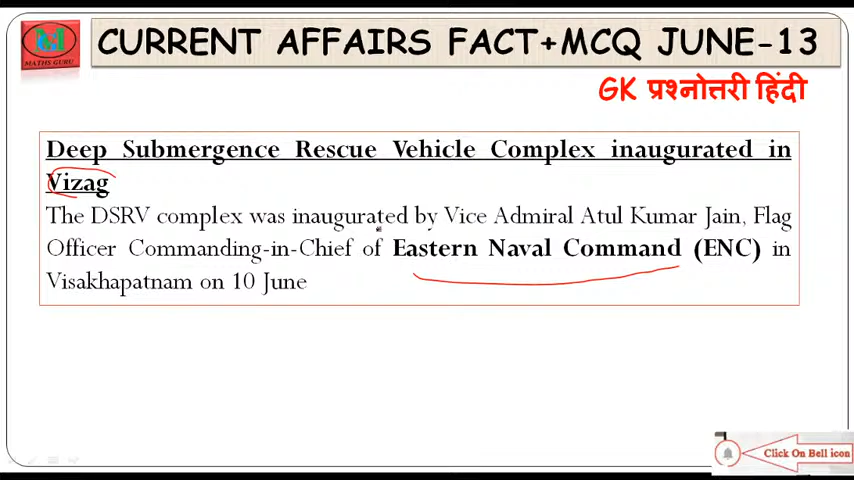 CURRENT AFFAIRS FACT+MCQ JUNE-13
MATHS GURU
GK प्रश्नोत्तरी हिंदी
Deep Submergence Rescue Vehicle Complex inaugurated in
Vizag
The DSRV complex was inaugurated by Vice Admiral Atul Kumar Jain, Flag
Officer Commanding-in-Chief of Eastern Naval Command (ENC) in
Visakhapatnam on 10 June
Click On Bell icon